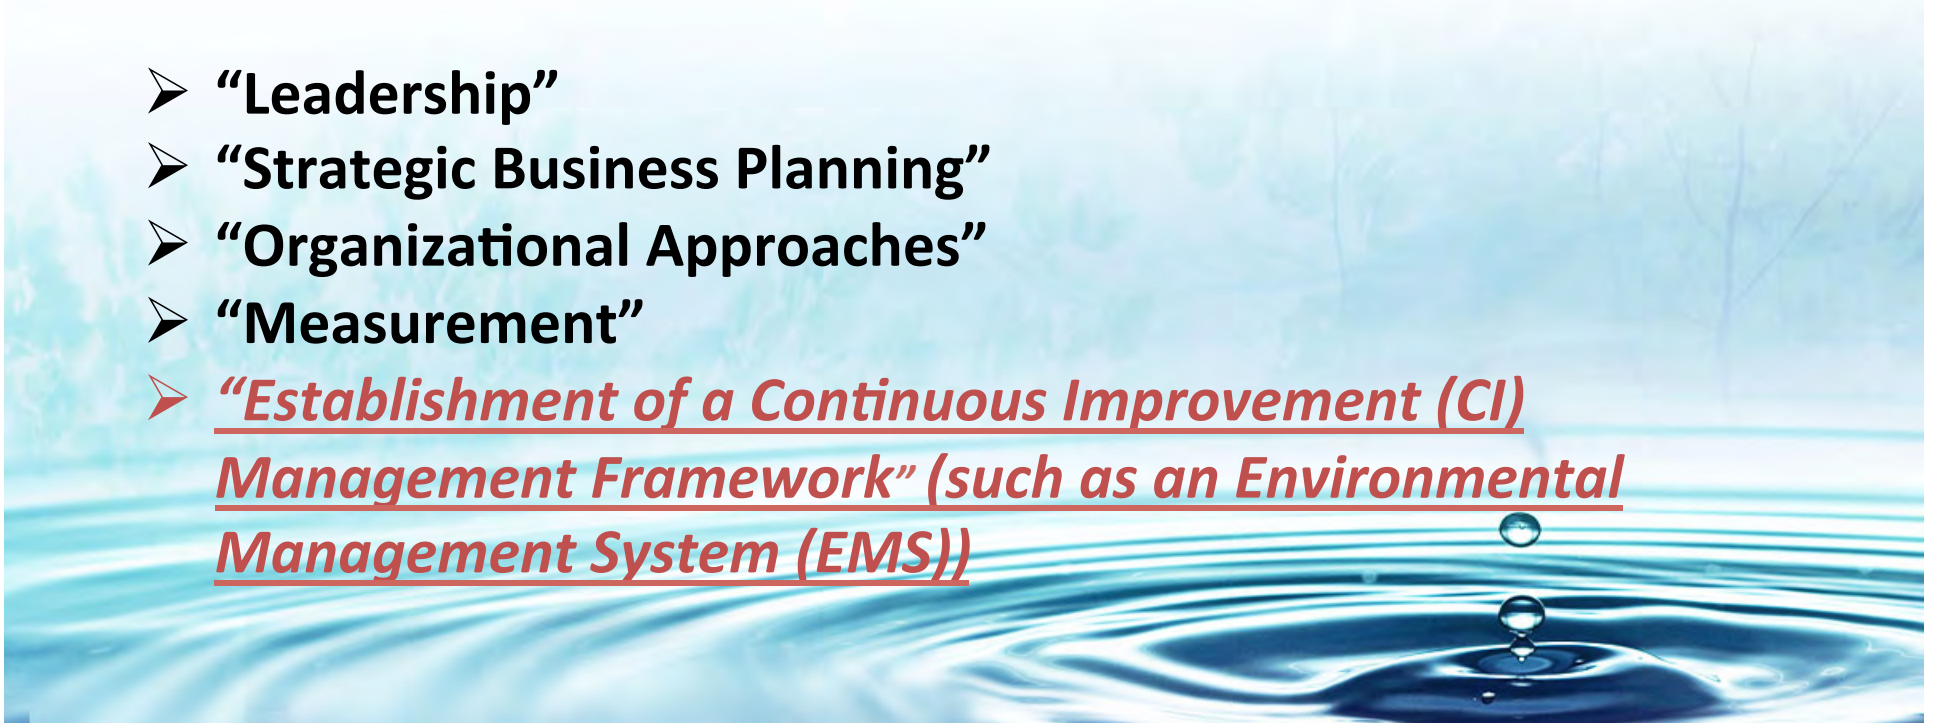 ➢ “Leadership”
➢ “Strategic Business Planning”
➢ “Organizational Approaches”
➢ “Measurement”
➢ “Establishment of a Continuous Improvement (CI)
Management Framework” (such as an Environmental
Management System (EMS))